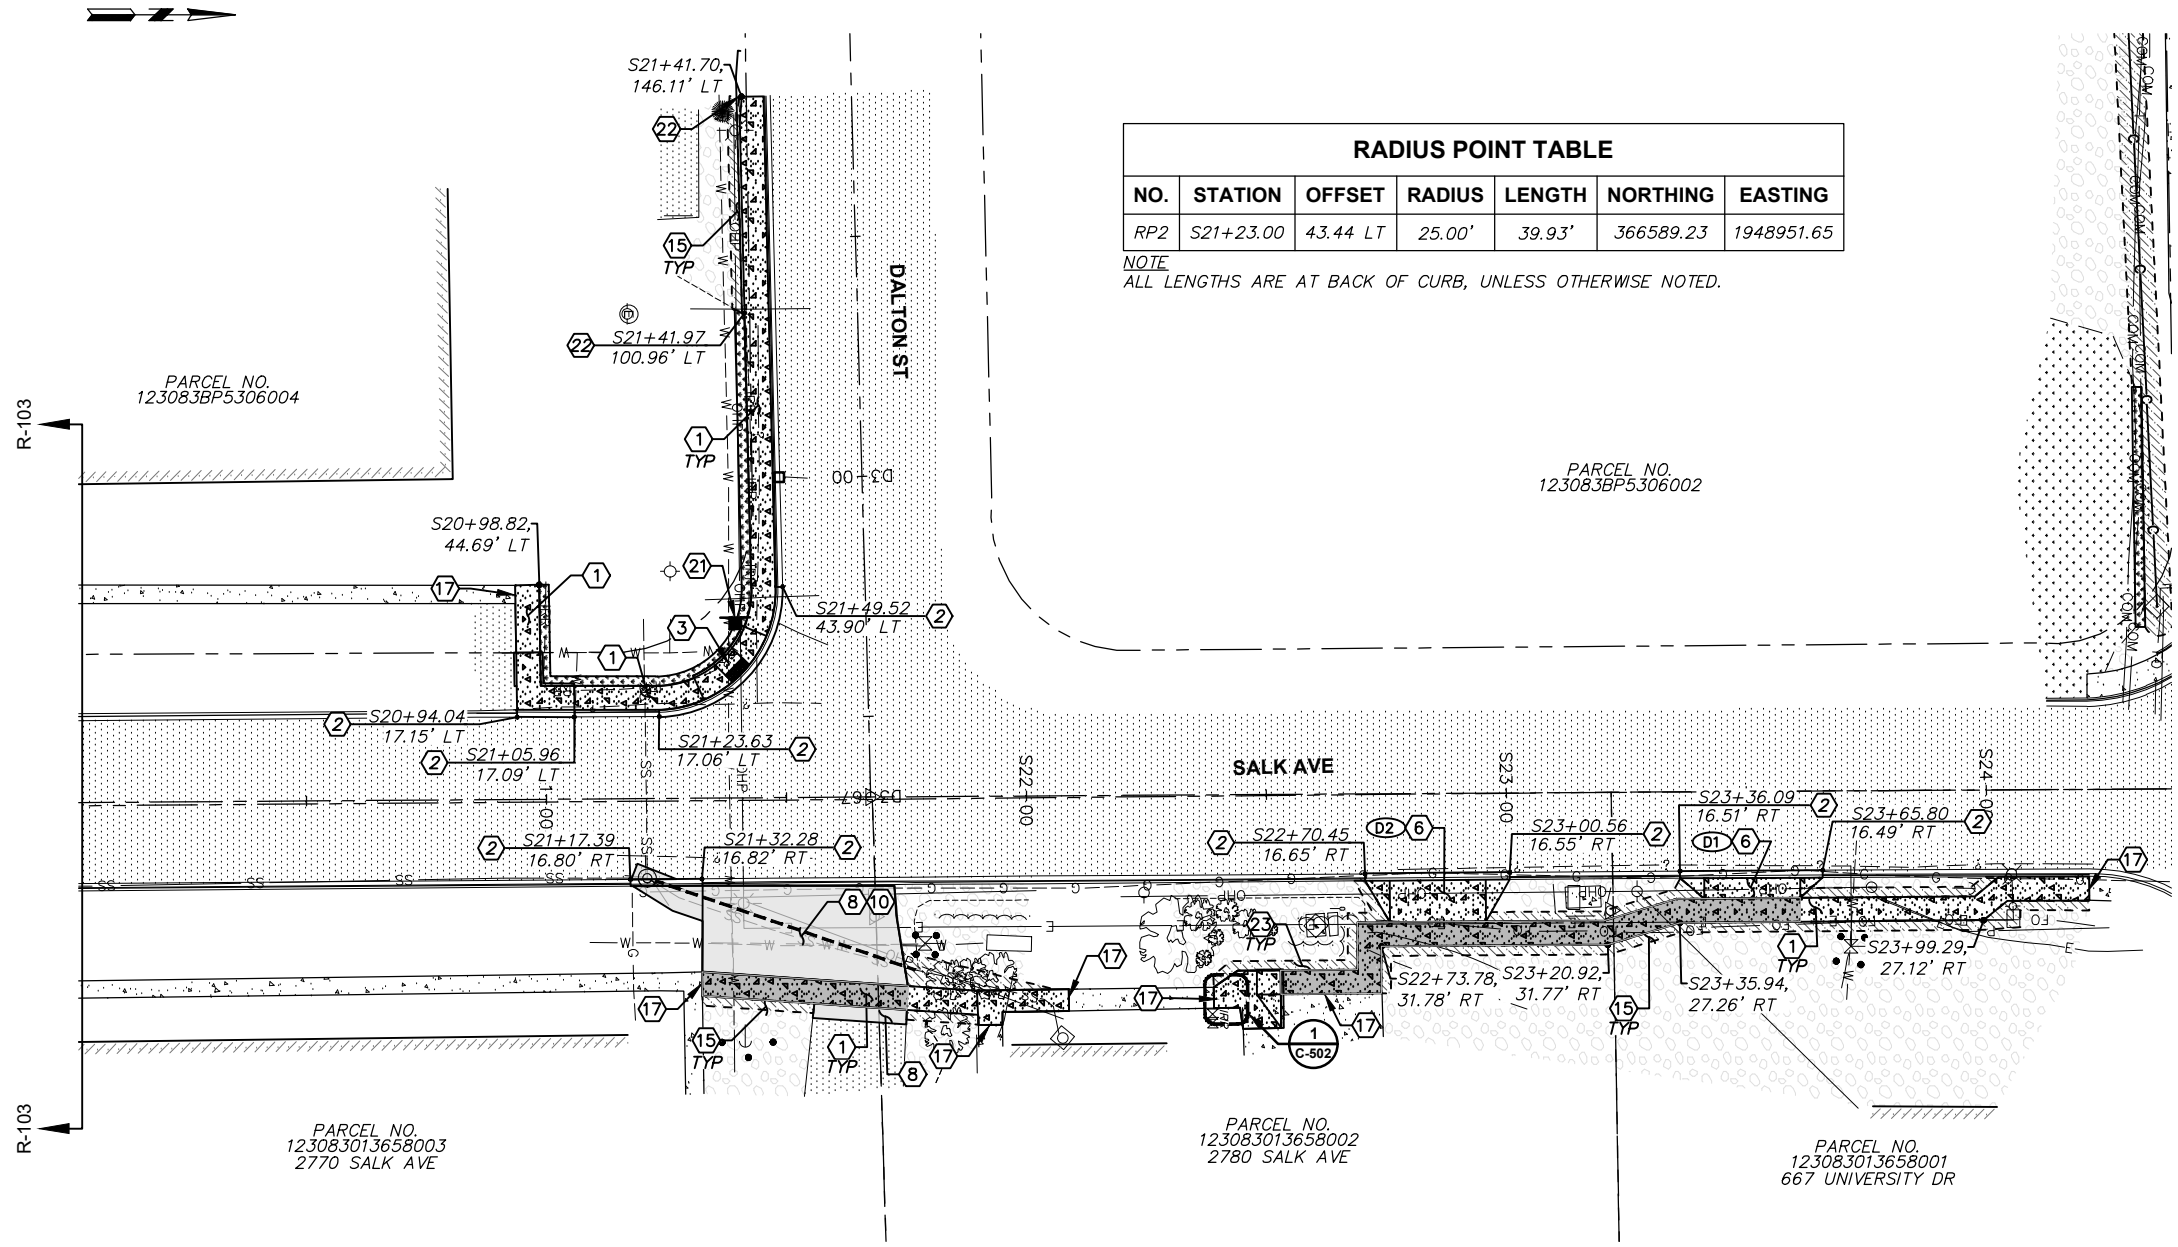 S21+41.70,
146.11' LT
22
15
TYP
22
S21+41.97
100.96' LT
1
TYP
DALTON ST
D3+00
RADIUS POINT TABLE
NO. STATION OFFSET RADIUS LENGTH NORTHING EASTING
RP2 S21+23.00 43.44 LT 25.00' 39.93' 366589.23 1948951.65
NOTE
ALL LENGTHS ARE AT BACK OF CURB, UNLESS OTHERWISE NOTED.
PARCEL NO.
123083BP5306004
PARCEL NO.
123083BP5306002
R-103
S20+98.82,
44.69' LT
17
1
21
3
1
S21+49.52
43.90' LT
2
2
S20+94.04
17.15' LT
2
S21+05.96
17.09' LT
S21+23.63
17.06' LT
2
SALK AVE
S22+00
S23+00
2
S21+17.39
16.80' RT
S21+32.28
16.82' RT
2
2
S22+70.45
16.65' RT
D2
6
S23+00.56
16.55' RT
2
S23+36.09
16.51' RT
2
D1
6
S23+65.80
16.49' RT
2
17
8
10
23
TYP
17
17
17
15
TYP
1
TYP
8
17
1
C-502
17
S22+73.78,
31.78' RT
S23+20.92,
31.77' RT
15
TYP
S23+35.94,
27.26' RT
1
TYP
S23+99.29,
27.12' RT
R-103
PARCEL NO.
123083013658003
2770 SALK AVE
PARCEL NO.
123083013658002
2780 SALK AVE
PARCEL NO.
123083013658001
667 UNIVERSITY DR